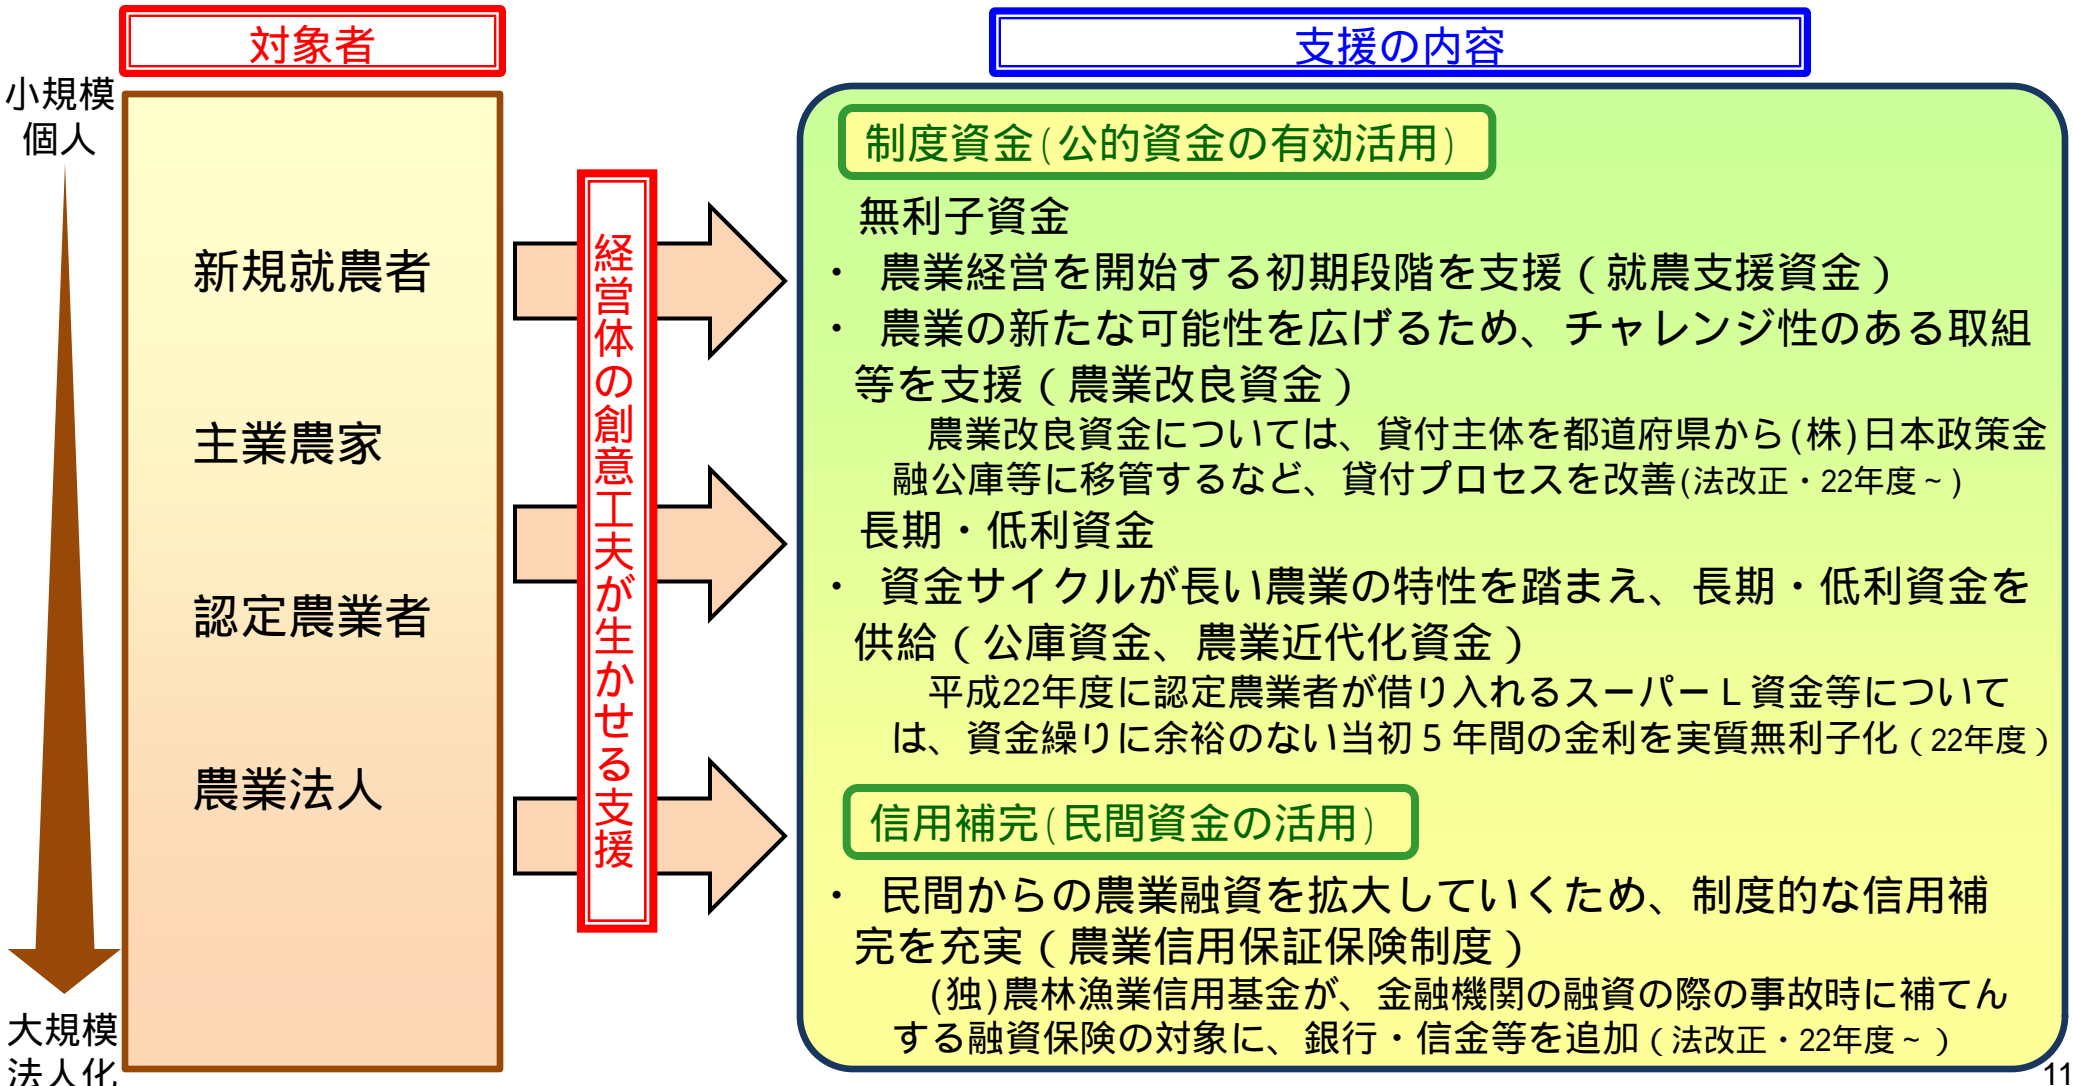 対象者
支援の内容
小規模
個人
新規就農者
主業農家
認定農業者
農業法人
大規模
法人化
経営体の創意工夫が生かせる支援
制度資金(公的資金の有効活用)
無利子資金
・ 農業経営を開始する初期段階を支援（就農支援資金）
・ 農業の新たな可能性を広げるため、チャレンジ性のある取組
等を支援（農業改良資金）
農業改良資金については、貸付主体を都道府県から(株)日本政策金
融公庫等に移管するなど、貸付プロセスを改善(法改正・22年度～)
長期・低利資金
・ 資金サイクルが長い農業の特性を踏まえ、長期・低利資金を
供給（公庫資金、農業近代化資金）
平成22年度に認定農業者が借り入れるスーパーＬ資金等について
は、資金繰りに余裕のない当初５年間の金利を実質無利子化（22年度）
信用補完(民間資金の活用)
・ 民間からの農業融資を拡大していくため、制度的な信用補
完を充実（農業信用保証保険制度）
(独)農林漁業信用基金が、金融機関の融資の際の事故時に補てん
する融資保険の対象に、銀行・信金等を追加（法改正・22年度～）
11